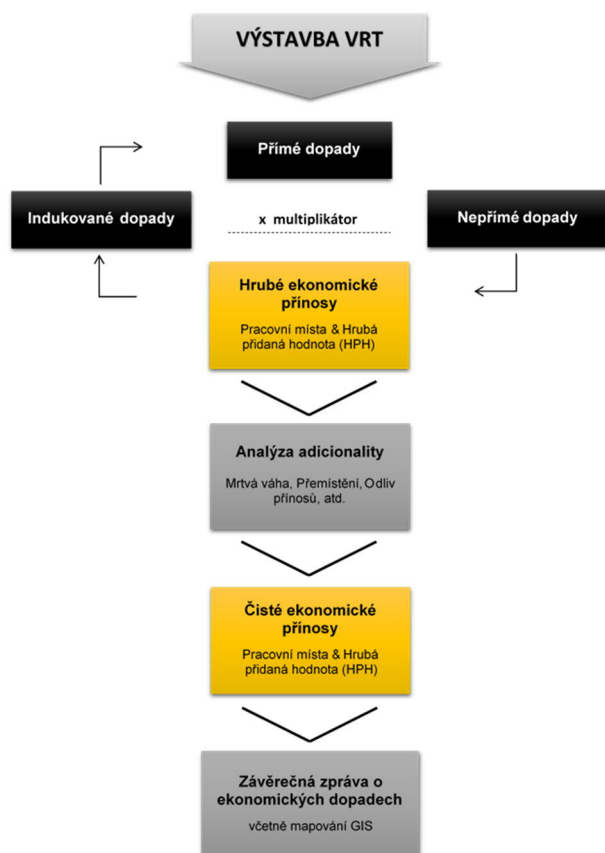 VÝSTAVBA VRT
Přímé dopady
Indukované dopady
x multiplikátor
Nepřímé dopady
Hrubé ekonomické
přínosy
Pracovní místa & Hrubá
přidaná hodnota (HPH)
Analýza adicionality
Mrtvá váha, Přemístění, Odliv
přínosů, atd.
Čisté ekonomické
přínosy
Pracovní místa & Hrubá
přidaná hodnota (HPH)
Závěrečná zpráva o
ekonomických dopadech
včetně mapování GIS